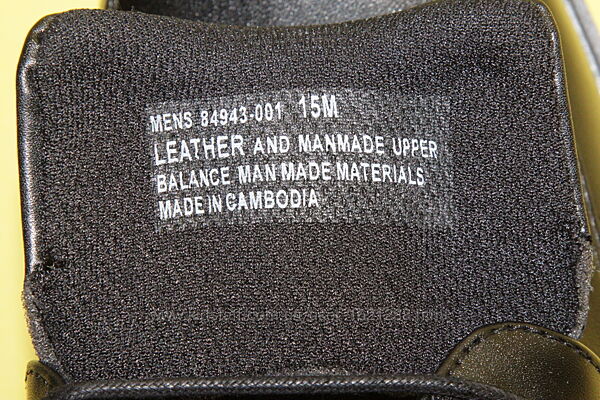 MENS 84943-001 15M
LEATHER AND MANMADE UPPER
BALANCE MAN MADE MATERIALS
MADE IN CAMBODIA